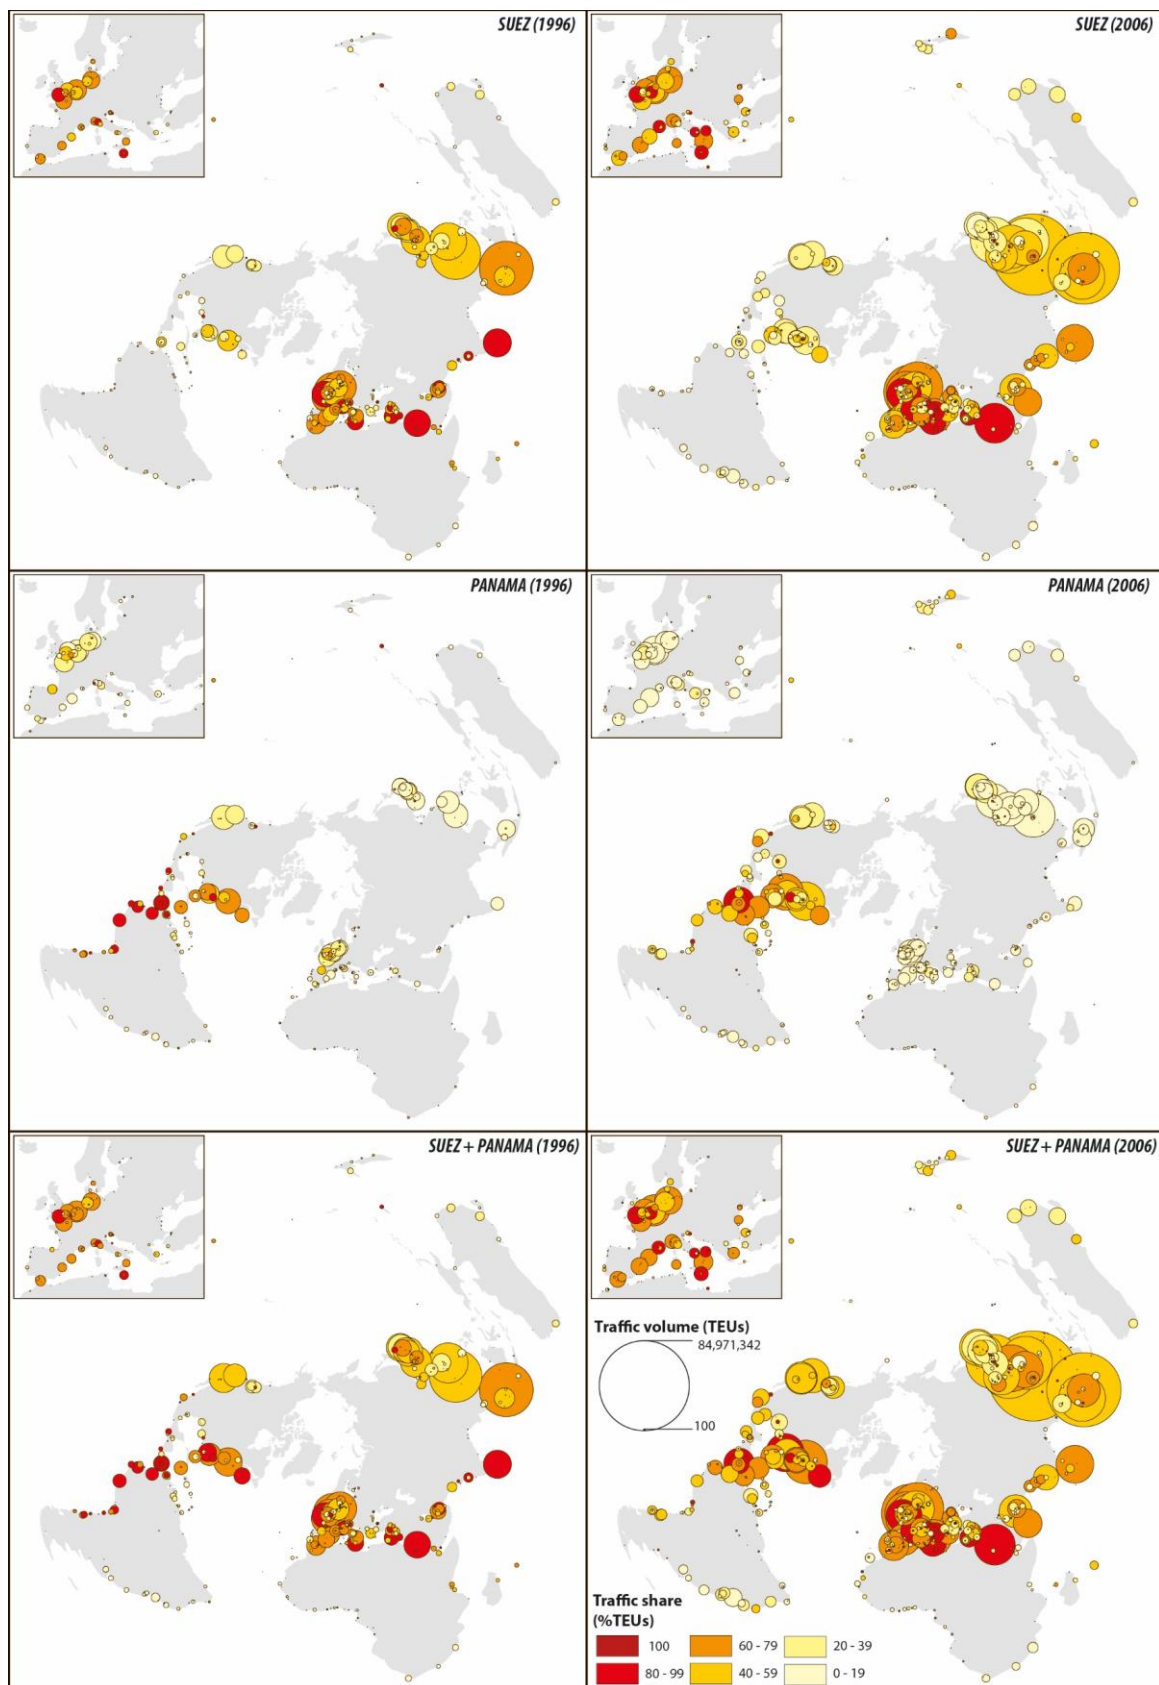 SUEZ (1996)
SUEZ (2006)
PANAMA (1996)
PANAMA (2006)
SUEZ + PANAMA (1996)
SUEZ + PANAMA (2006)
Traffic volume (TEUs)
84,971,342
100
Traffic share
(%TEUs)
100 60 - 79 20 - 39
80 - 99 40 - 59 0 - 19